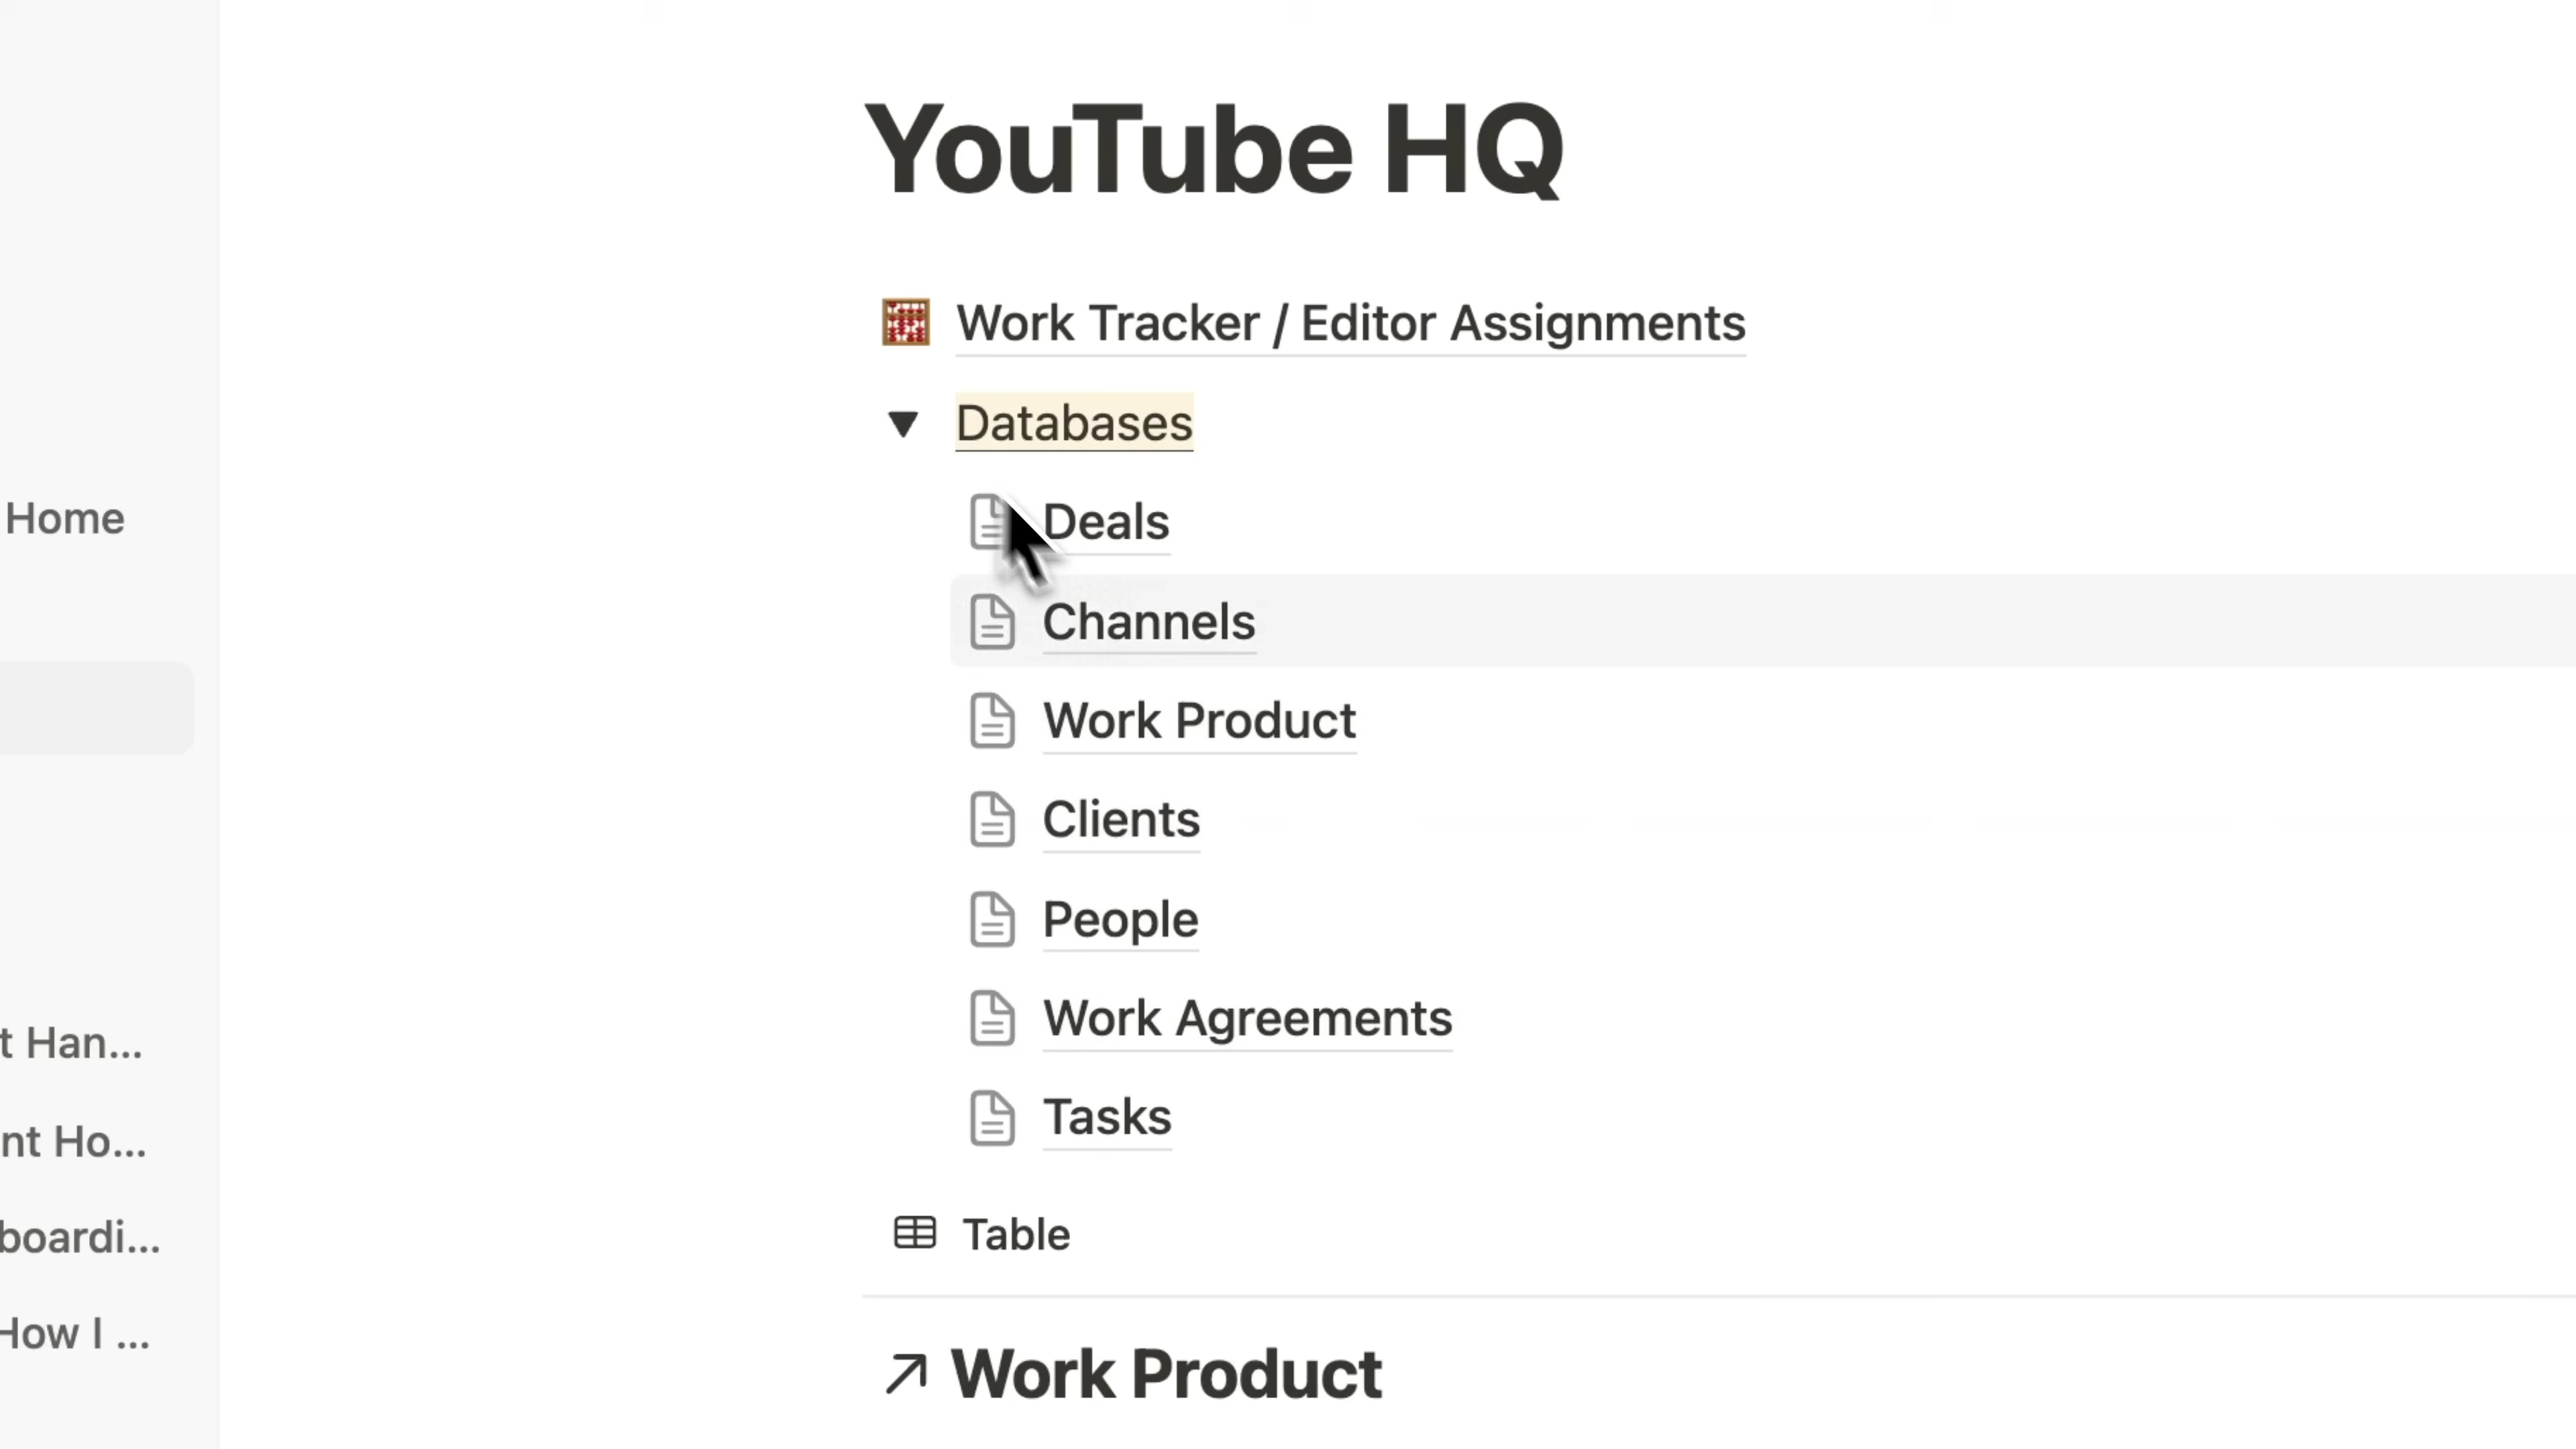 YouTube HQ
Work Tracker / Editor Assignments
Databases
Deals
Home
Channels
Work Product
Clients
People
Work Agreements
t Han...
Tasks
nt Ho...
boardi...
Table
How I ...
Work Product